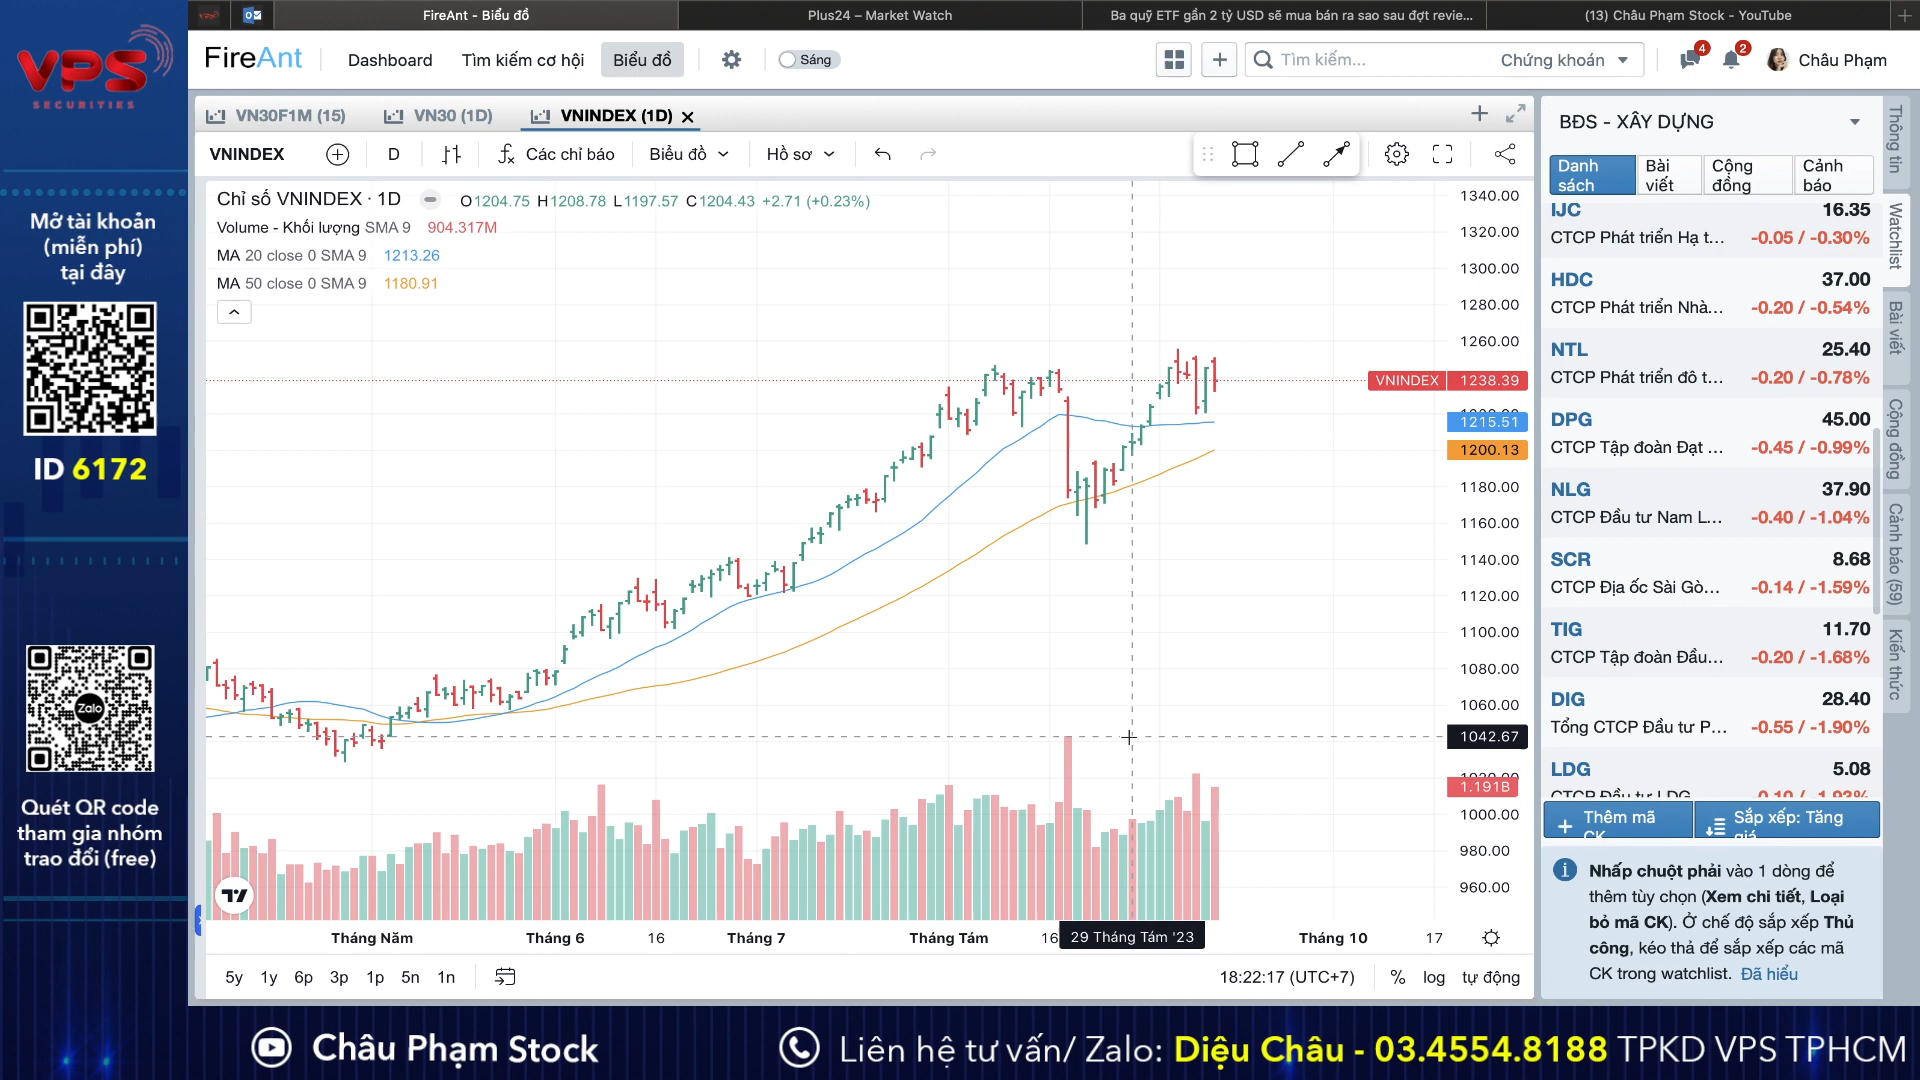 FireAnt - Biểu đồ
Plus24 – Market Watch
Ba quỹ ETF gần 2 tỷ USD sẽ mua bán ra sao sau đợt revie...
(13) Châu Phạm Stock - YouTube
VPS
SECURITIES
Mở tài khoản
(miễn phí)
tại đây
ID 6172
Zalo
Quét QR code
tham gia nhóm
trao đổi (free)
FireAnt
Dashboard
Tìm kiếm cơ hội
Biểu đồ
Sáng
Tìm kiếm...
Chứng khoán
4
2
Châu Phạm
VN30F1M (15)
VN30 (1D)
VNINDEX (1D)
VNINDEX
D
Các chỉ báo
Biểu đồ
Hồ sơ
Chỉ số VNINDEX · 1D
O1204.75 H1208.78 L1197.57 C1204.43 +2.71 (+0.23%)
Volume - Khối lượng SMA 9 904.317M
MA 20 close 0 SMA 9 1213.26
MA 50 close 0 SMA 9 1180.91
1340.00
1320.00
1300.00
1280.00
1260.00
VNINDEX 1238.39
1215.51
1200.13
1180.00
1160.00
1140.00
1120.00
1100.00
1080.00
1060.00
1042.67
1.191B
1000.00
980.00
960.00
Tháng Năm
Tháng 6
16
Tháng 7
Tháng Tám
16
29 Tháng Tám '23
Tháng 10
17
5y
1y
6p
3p
1p
5n
1n
18:22:17 (UTC+7)
%
log
tự động
BĐS - XÂY DỰNG
Danh sách
Bài viết
Cộng đồng
Cảnh báo
IJC 16.35
CTCP Phát triển Hạ t... -0.05 / -0.30%
HDC 37.00
CTCP Phát triển Nhà... -0.20 / -0.54%
NTL 25.40
CTCP Phát triển đô t... -0.20 / -0.78%
DPG 45.00
CTCP Tập đoàn Đạt ... -0.45 / -0.99%
NLG 37.90
CTCP Đầu tư Nam L... -0.40 / -1.04%
SCR 8.68
CTCP Địa ốc Sài Gò... -0.14 / -1.59%
TIG 11.70
CTCP Tập đoàn Đầu... -0.20 / -1.68%
DIG 28.40
Tổng CTCP Đầu tư P... -0.55 / -1.90%
LDG 5.08
CTCP Đầu tư LDG -0.10 / -1.93%
Thêm mã CK
Sắp xếp: Tăng giá
Nhấp chuột phải vào 1 dòng để
thêm tùy chọn (Xem chi tiết, Loại
bỏ mã CK). Ở chế độ sắp xếp Thủ
công, kéo thả để sắp xếp các mã
CK trong watchlist. Đã hiểu
Thông tin
Watchlist
Bài viết
Cộng đồng
Cảnh báo (59)
Kiến thức
Châu Phạm Stock
Liên hệ tư vấn/ Zalo: Diệu Châu - 03.4554.8188 TPKD VPS TPHCM